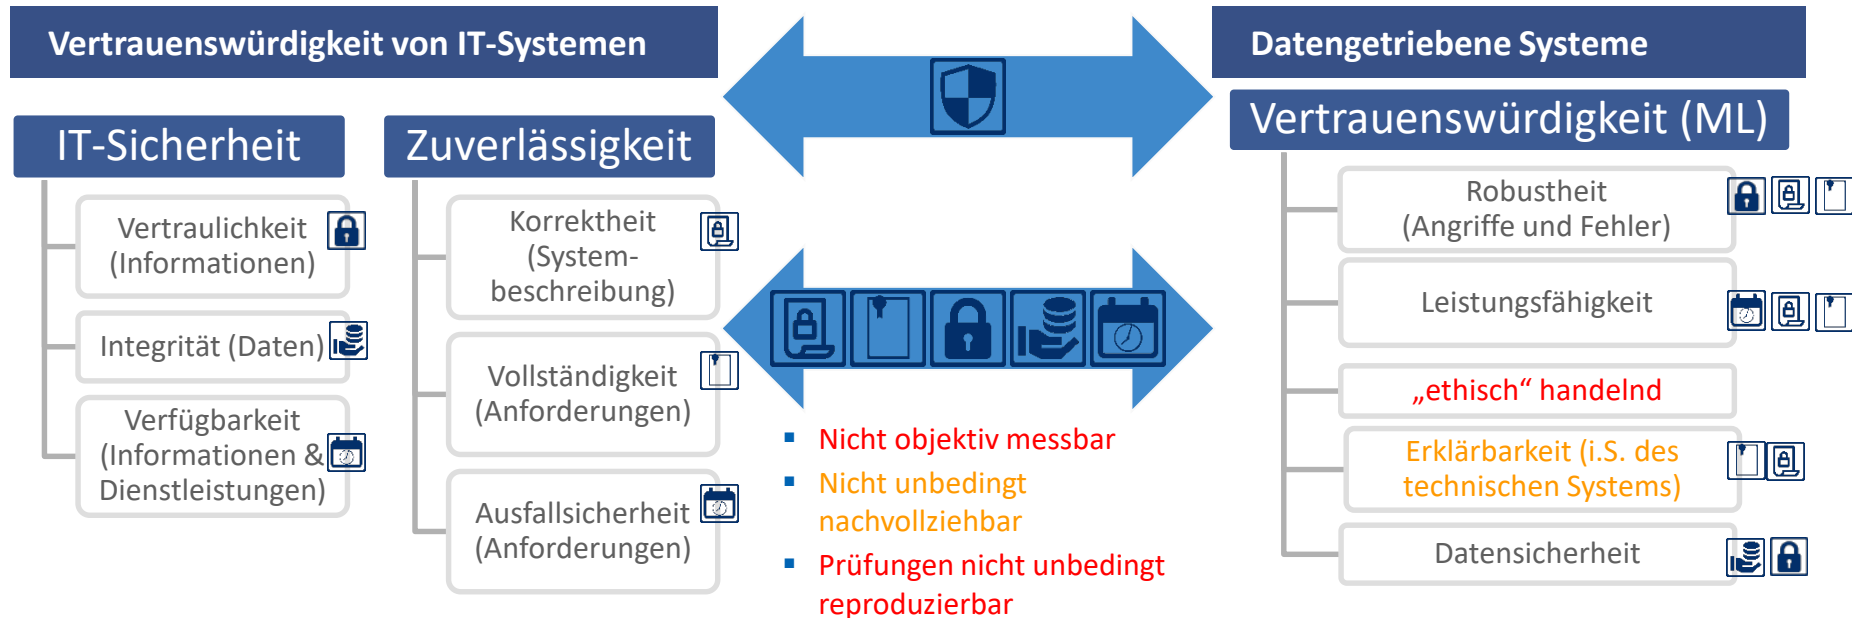 Vertrauenswürdigkeit von IT-Systemen
IT-Sicherheit
Vertraulichkeit
(Informationen)
Integrität (Daten)
Verfügbarkeit
(Informationen &
Dienstleistungen)
Zuverlässigkeit
Korrektheit
(System-
beschreibung)
Vollständigkeit
(Anforderungen)
Ausfallsicherheit
(Anforderungen)
Nicht objektiv messbar
Nicht unbedingt
nachvollziehbar
Prüfungen nicht unbedingt
reproduzierbar
Datengetriebene Systeme
Vertrauenswürdigkeit (ML)
Robustheit
(Angriffe und Fehler)
Leistungsfähigkeit
„ethisch“ handelnd
Erklärbarkeit (i.S. des
technischen Systems)
Datensicherheit